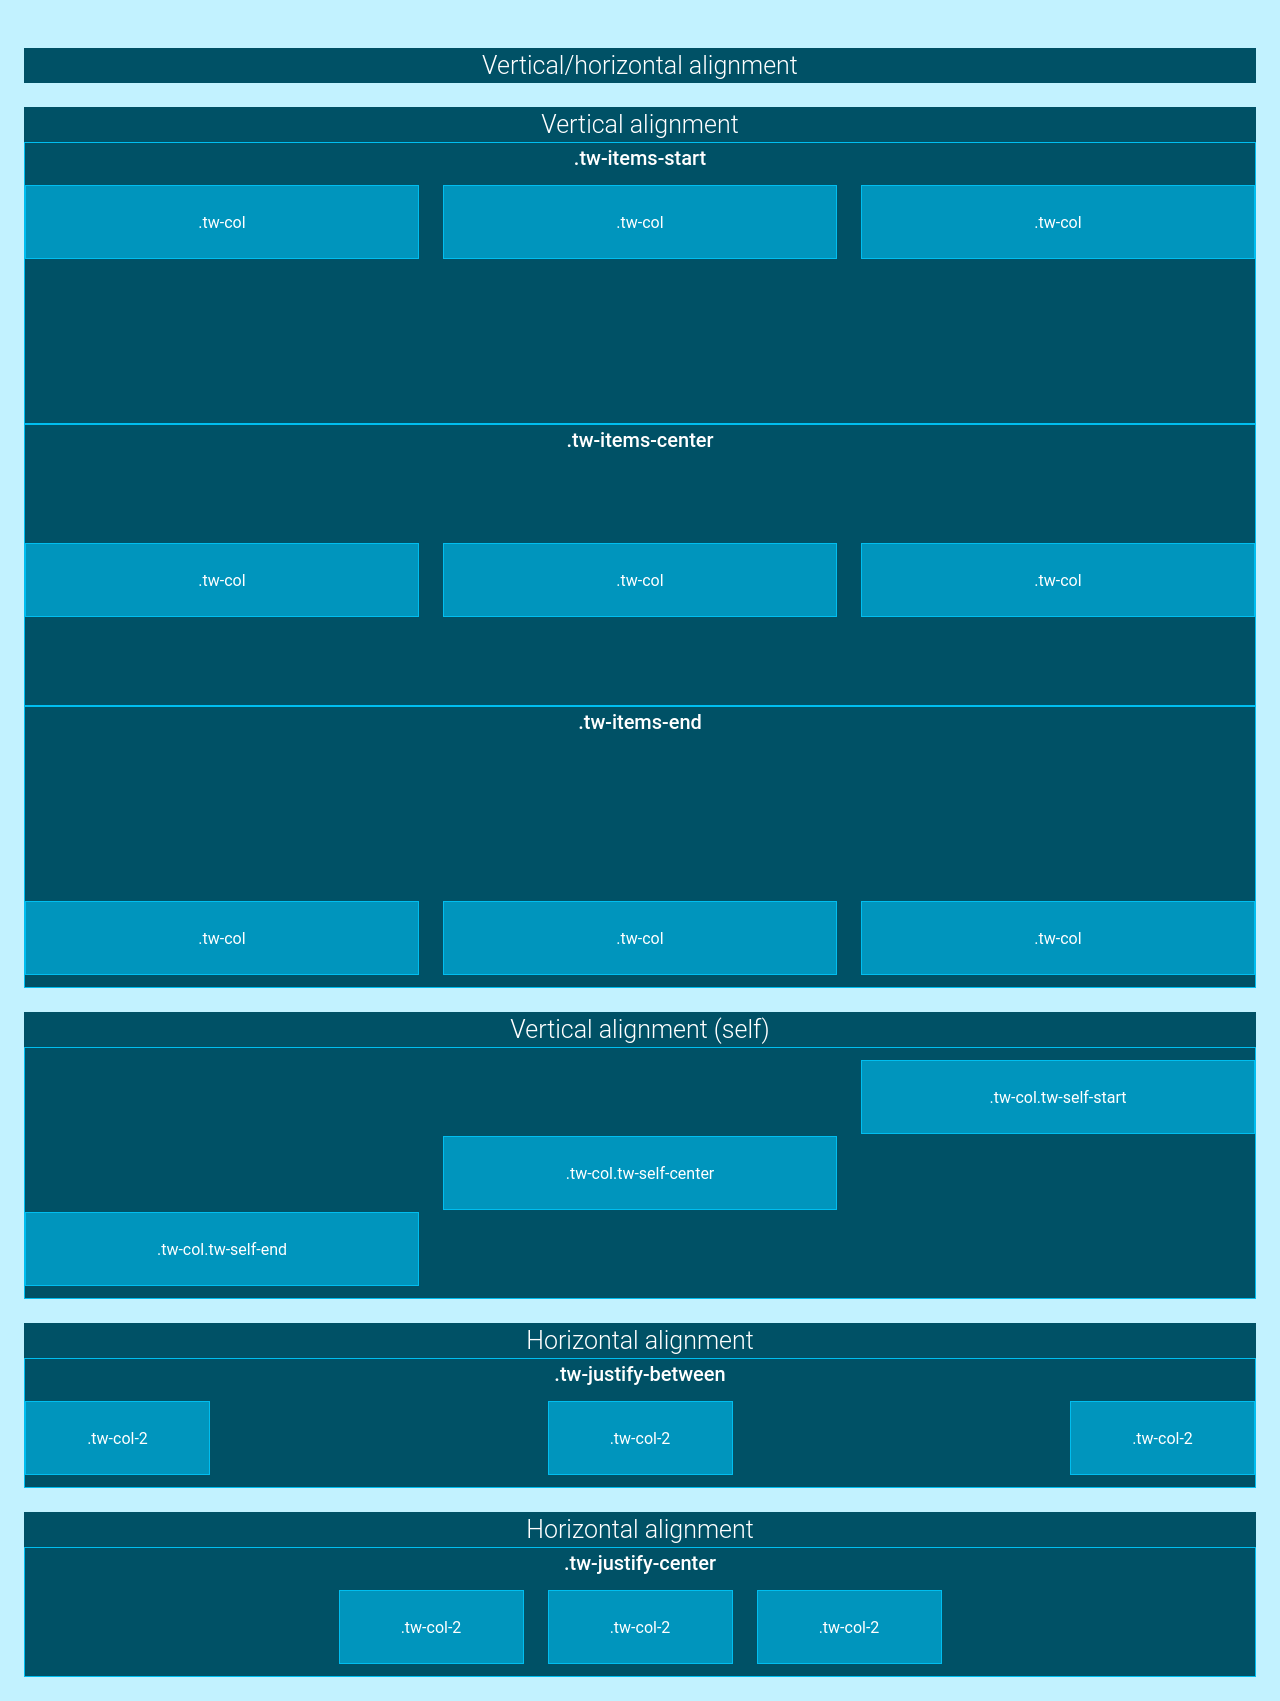 Vertical/horizontal alignment
Vertical alignment
.tw-items-start
.tw-col .tw-col .tw-col
.tw-items-center
.tw-col .tw-col .tw-col
.tw-items-end
.tw-col .tw-col .tw-col
Vertical alignment (self)
.tw-col.tw-self-start
.tw-col.tw-self-center
.tw-col.tw-self-end
Horizontal alignment
.tw-justify-between
.tw-col-2 .tw-col-2 .tw-col-2
Horizontal alignment
.tw-justify-center
.tw-col-2 .tw-col-2 .tw-col-2